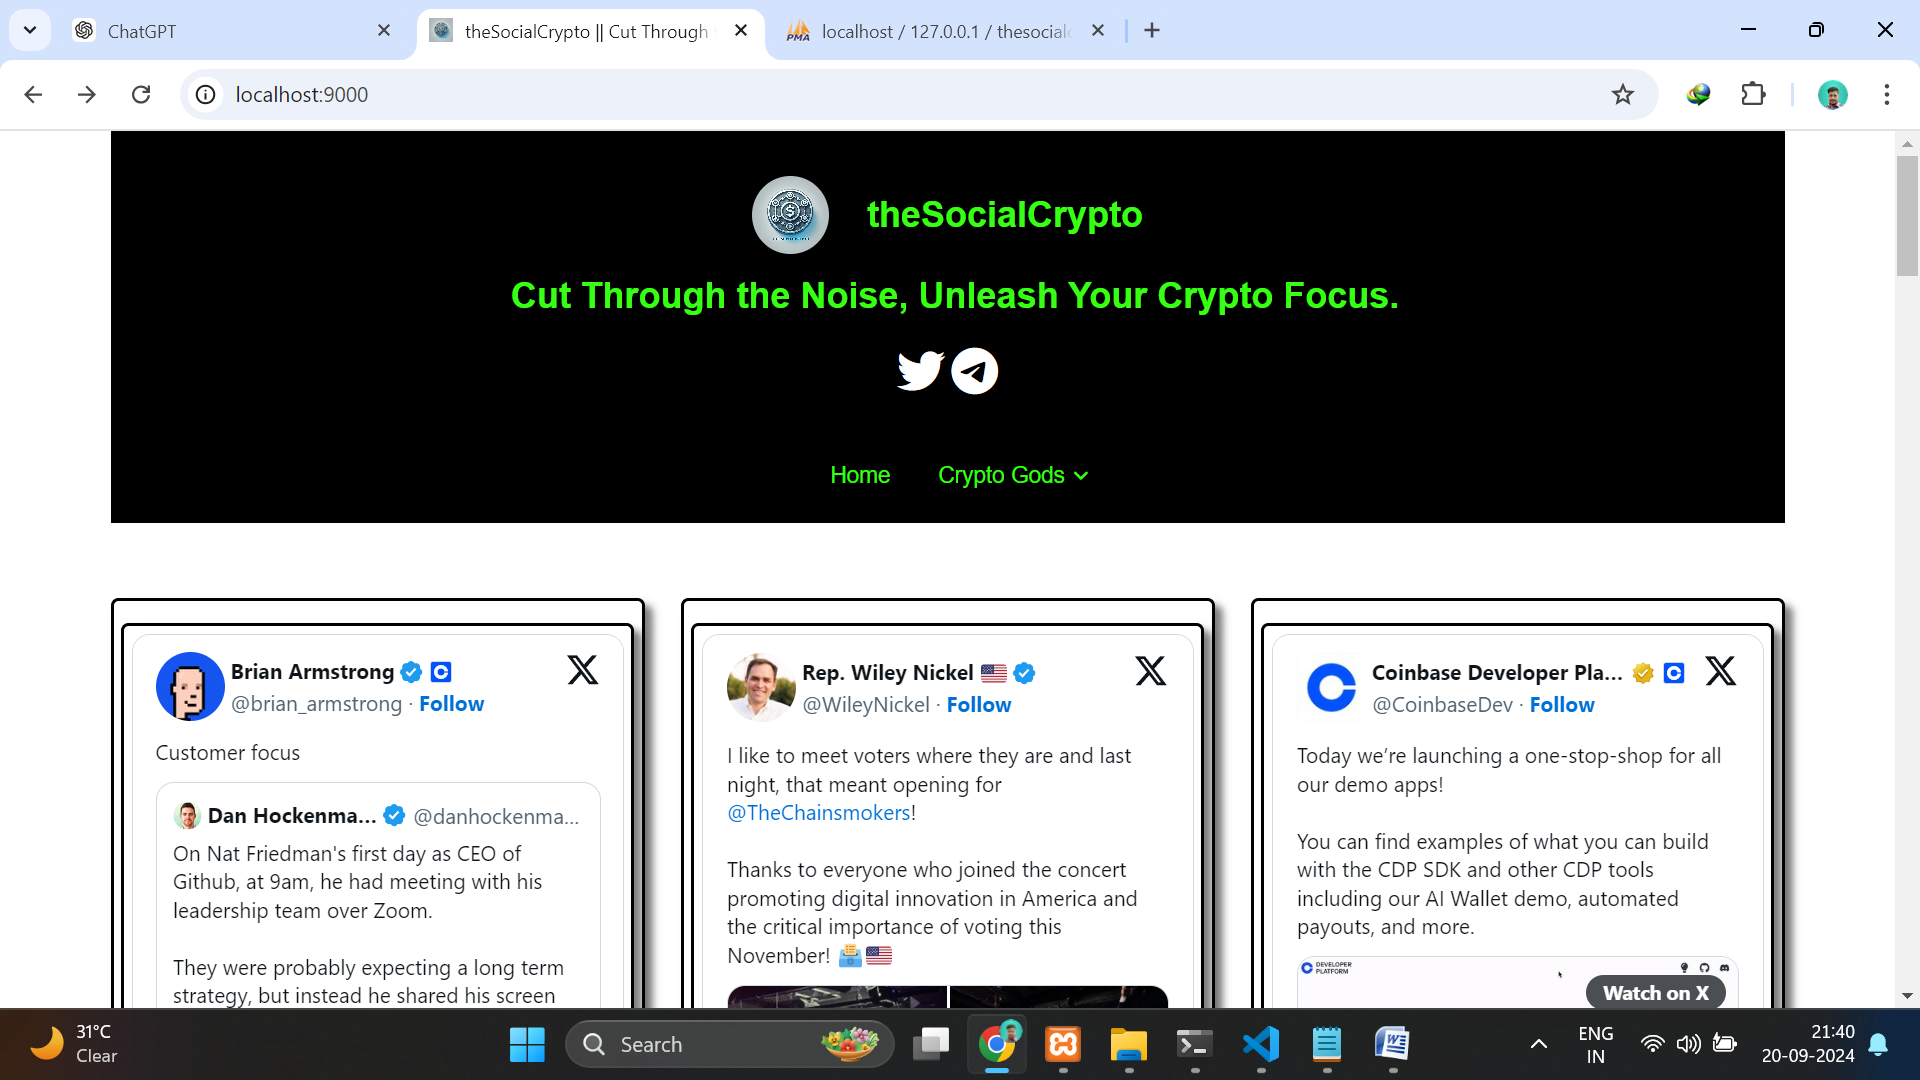 ChatGPT
theSocialCrypto || Cut Through
localhost / 127.0.0.1 / thesocial
localhost:9000
theSocialCrypto
Cut Through the Noise, Unleash Your Crypto Focus.
Home
Crypto Gods
Brian Armstrong
@brian_armstrong · Follow
Customer focus
Dan Hockenma... @danhockenma...
On Nat Friedman's first day as CEO of
Github, at 9am, he had meeting with his
leadership team over Zoom.
They were probably expecting a long term
strategy, but instead he shared his screen
Rep. Wiley Nickel 🇺🇸
@WileyNickel · Follow
I like to meet voters where they are and last
night, that meant opening for
@TheChainsmokers!
Thanks to everyone who joined the concert
promoting digital innovation in America and
the critical importance of voting this
November! 🗳️🇺🇸
Coinbase Developer Pla...
@CoinbaseDev · Follow
Today we’re launching a one-stop-shop for all
our demo apps!
You can find examples of what you can build
with the CDP SDK and other CDP tools
including our AI Wallet demo, automated
payouts, and more.
DEVELOPER
PLATFORM
Watch on X
31°C
Clear
Search
ENG
IN
21:40
20-09-2024